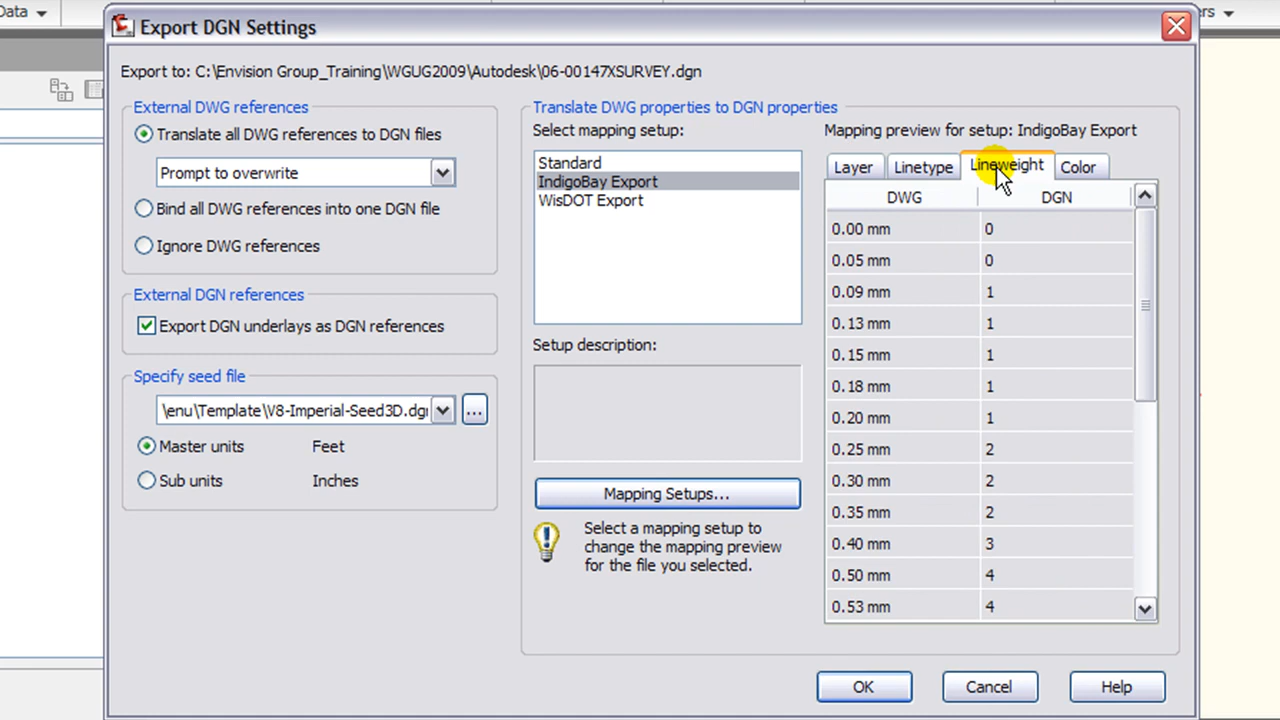 Data
ers
Export DGN Settings
Export to: C:\Envision Group_Training\WGUG2009\Autodesk\06-00147XSURVEY.dgn
External DWG references
Translate all DWG references to DGN files
Prompt to overwrite
Bind all DWG references into one DGN file
Ignore DWG references
External DGN references
Export DGN underlays as DGN references
Specify seed file
\enu\Template\V8-Imperial-Seed3D.dgn
...
Master units Feet
Sub units Inches
Translate DWG properties to DGN properties
Select mapping setup:
Standard
IndigoBay Export
WisDOT Export
Setup description:
Mapping Setups...
Select a mapping setup to
change the mapping preview
for the file you selected.
Mapping preview for setup: IndigoBay Export
Layer Linetype Lineweight Color
DWG DGN
0.00 mm 0
0.05 mm 0
0.09 mm 1
0.13 mm 1
0.15 mm 1
0.18 mm 1
0.20 mm 1
0.25 mm 2
0.30 mm 2
0.35 mm 2
0.40 mm 3
0.50 mm 4
0.53 mm 4
OK Cancel Help